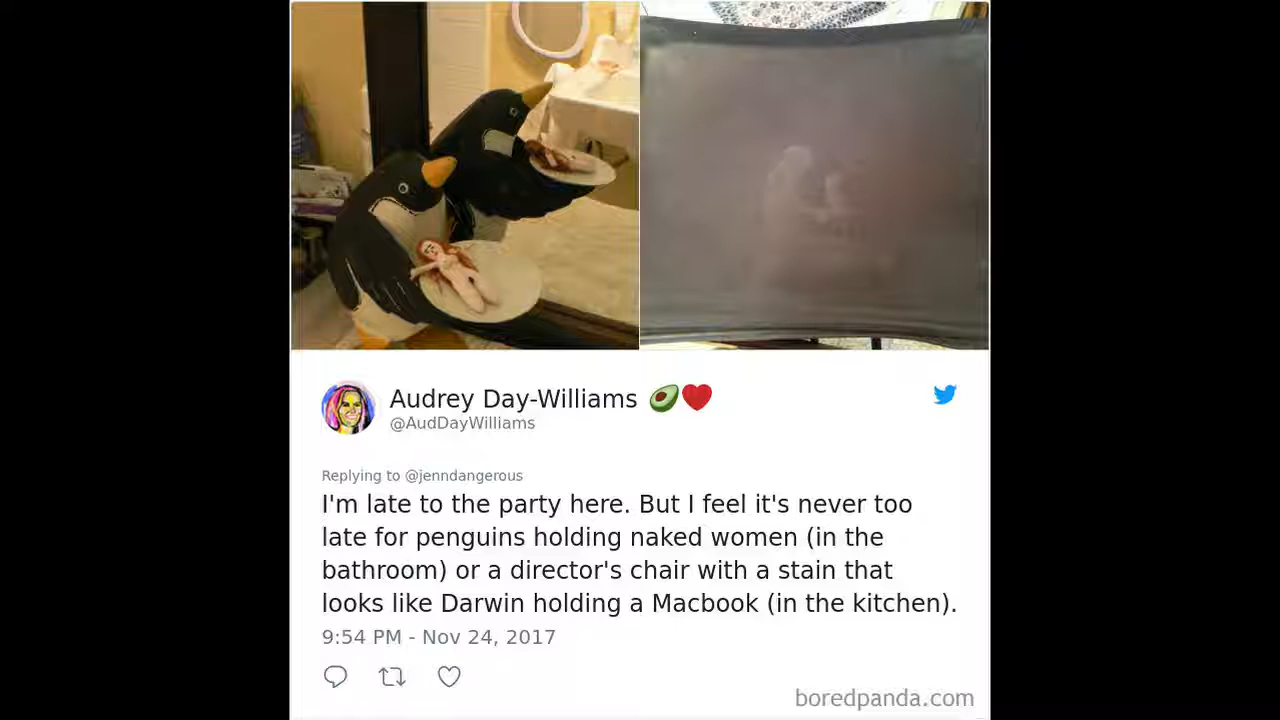 Audrey Day-Williams 🥑❤️
@AudDayWilliams
Replying to @jenndangerous
I'm late to the party here. But I feel it's never too
late for penguins holding naked women (in the
bathroom) or a director's chair with a stain that
looks like Darwin holding a Macbook (in the kitchen).
9:54 PM - Nov 24, 2017
boredpanda.com